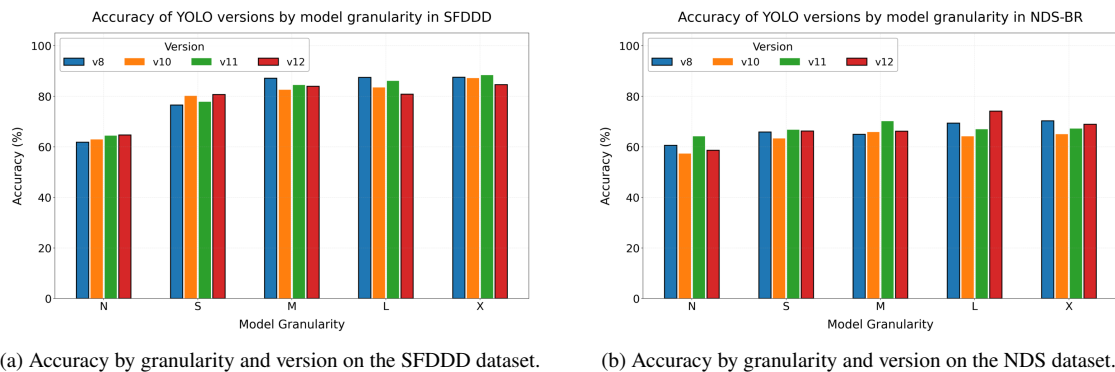 Accuracy of YOLO versions by model granularity in SFDDD
Version
v8 v10 v11 v12
Accuracy (%)
100
80
60
40
20
0
N S M L X
Model Granularity
(a) Accuracy by granularity and version on the SFDDD dataset.
Accuracy of YOLO versions by model granularity in NDS-BR
Version
v8 v10 v11 v12
Accuracy (%)
100
80
60
40
20
0
N S M L X
Model Granularity
(b) Accuracy by granularity and version on the NDS dataset.